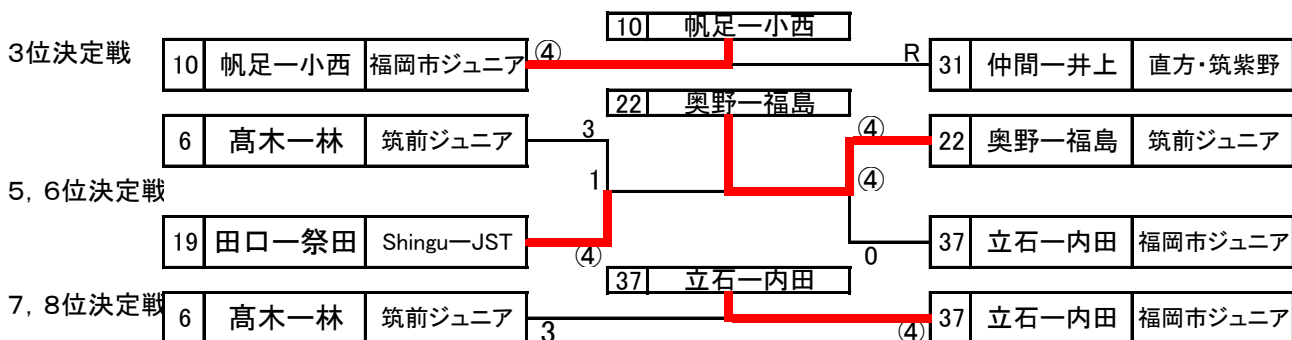 10 帆足ー小西
3位決定戦 10 帆足ー小西 福岡市ジュニア ④ R 31 仲間ー井上 直方・筑紫野
22 奥野ー福島
6 髙木ー林 筑前ジュニア 3 ④ 22 奥野ー福島 筑前ジュニア
5，6位決定戦 1 ④
19 田口ー祭田 ShinguーJST ④ 0 37 立石ー内田 福岡市ジュニア
37 立石ー内田
7，8位決定戦 6 髙木ー林 筑前ジュニア 3 ④ 37 立石ー内田 福岡市ジュニア